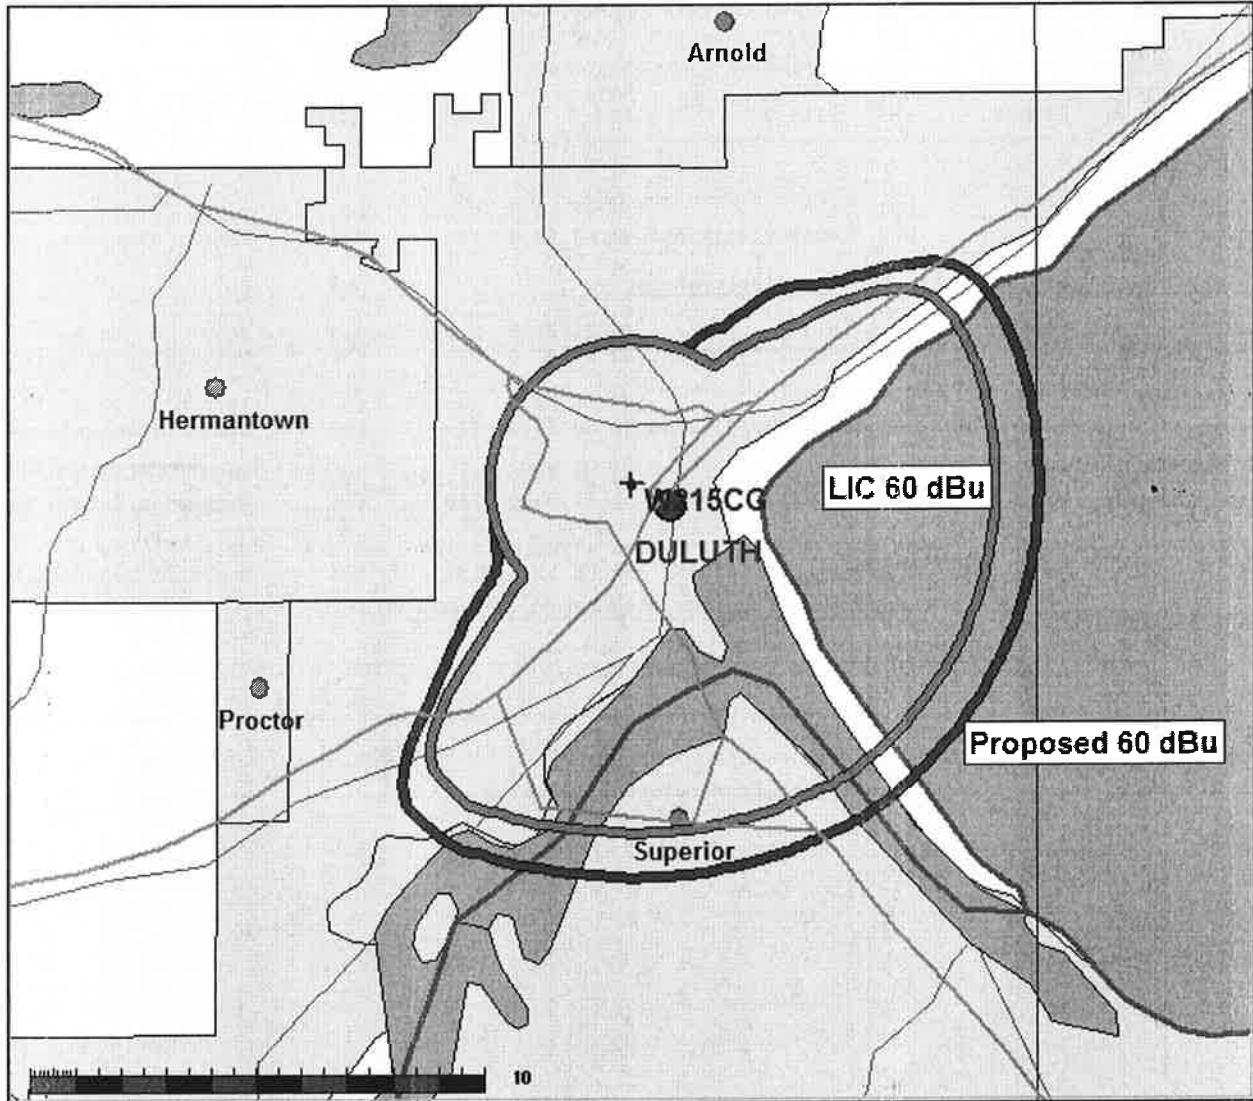 Arnold
Hermantown
LIC 60 dBu
DULUTH
Proctor
Proposed 60 dBu
Superior
10